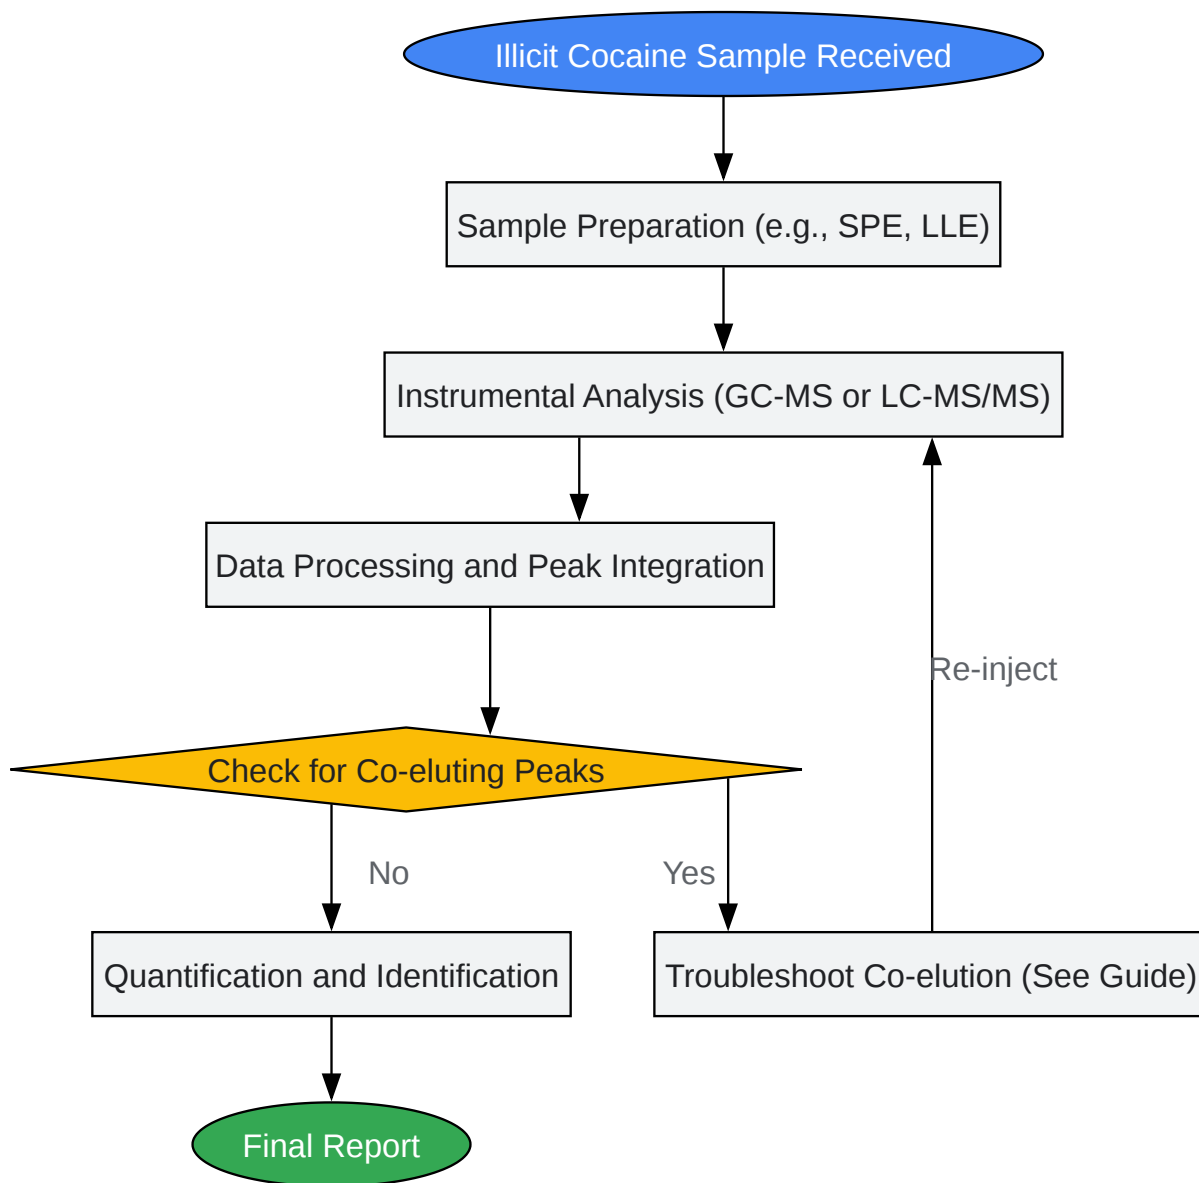 Illicit Cocaine Sample Received
Sample Preparation (e.g., SPE, LLE)
Instrumental Analysis (GC-MS or LC-MS/MS)
Data Processing and Peak Integration
Re-inject
Check for Co-eluting Peaks
No
Yes
Quantification and Identification
Troubleshoot Co-elution (See Guide)
Final Report